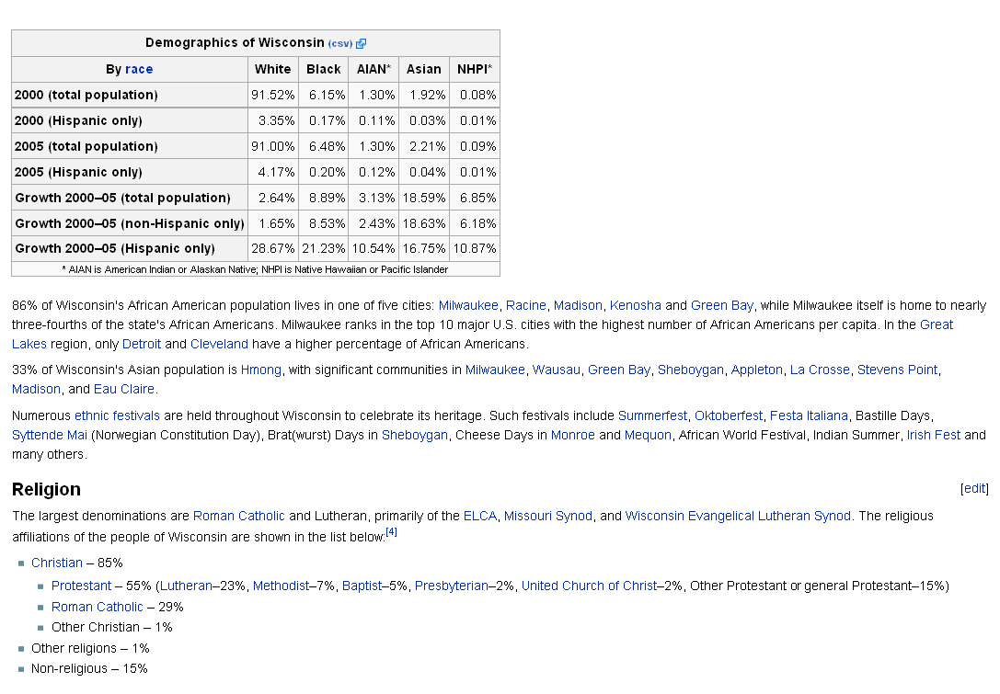 Demographics of Wisconsin (csv)
By race White Black AIAN* Asian NHPI*
2000 (total population) 91.52% 6.15% 1.30% 1.92% 0.08%
2000 (Hispanic only) 3.35% 0.17% 0.11% 0.03% 0.01%
2005 (total population) 91.00% 6.48% 1.30% 2.21% 0.09%
2005 (Hispanic only) 4.17% 0.20% 0.12% 0.04% 0.01%
Growth 2000–05 (total population) 2.64% 8.89% 3.13% 18.59% 6.85%
Growth 2000–05 (non-Hispanic only) 1.65% 8.53% 2.43% 18.63% 6.18%
Growth 2000–05 (Hispanic only) 28.67% 21.23% 10.54% 16.75% 10.87%
* AIAN is American Indian or Alaskan Native; NHPI is Native Hawaiian or Pacific Islander
86% of Wisconsin's African American population lives in one of five cities: Milwaukee, Racine, Madison, Kenosha and Green Bay, while Milwaukee itself is home to nearly
three-fourths of the state's African Americans. Milwaukee ranks in the top 10 major U.S. cities with the highest number of African Americans per capita. In the Great
Lakes region, only Detroit and Cleveland have a higher percentage of African Americans.
33% of Wisconsin's Asian population is Hmong, with significant communities in Milwaukee, Wausau, Green Bay, Sheboygan, Appleton, La Crosse, Stevens Point,
Madison, and Eau Claire.
Numerous ethnic festivals are held throughout Wisconsin to celebrate its heritage. Such festivals include Summerfest, Oktoberfest, Festa Italiana, Bastille Days,
Syttende Mai (Norwegian Constitution Day), Brat(wurst) Days in Sheboygan, Cheese Days in Monroe and Mequon, African World Festival, Indian Summer, Irish Fest and
many others.
Religion [edit]
The largest denominations are Roman Catholic and Lutheran, primarily of the ELCA, Missouri Synod, and Wisconsin Evangelical Lutheran Synod. The religious
affiliations of the people of Wisconsin are shown in the list below:[4]
Christian – 85%
Protestant – 55% (Lutheran–23%, Methodist–7%, Baptist–5%, Presbyterian–2%, United Church of Christ–2%, Other Protestant or general Protestant–15%)
Roman Catholic – 29%
Other Christian – 1%
Other religions – 1%
Non-religious – 15%